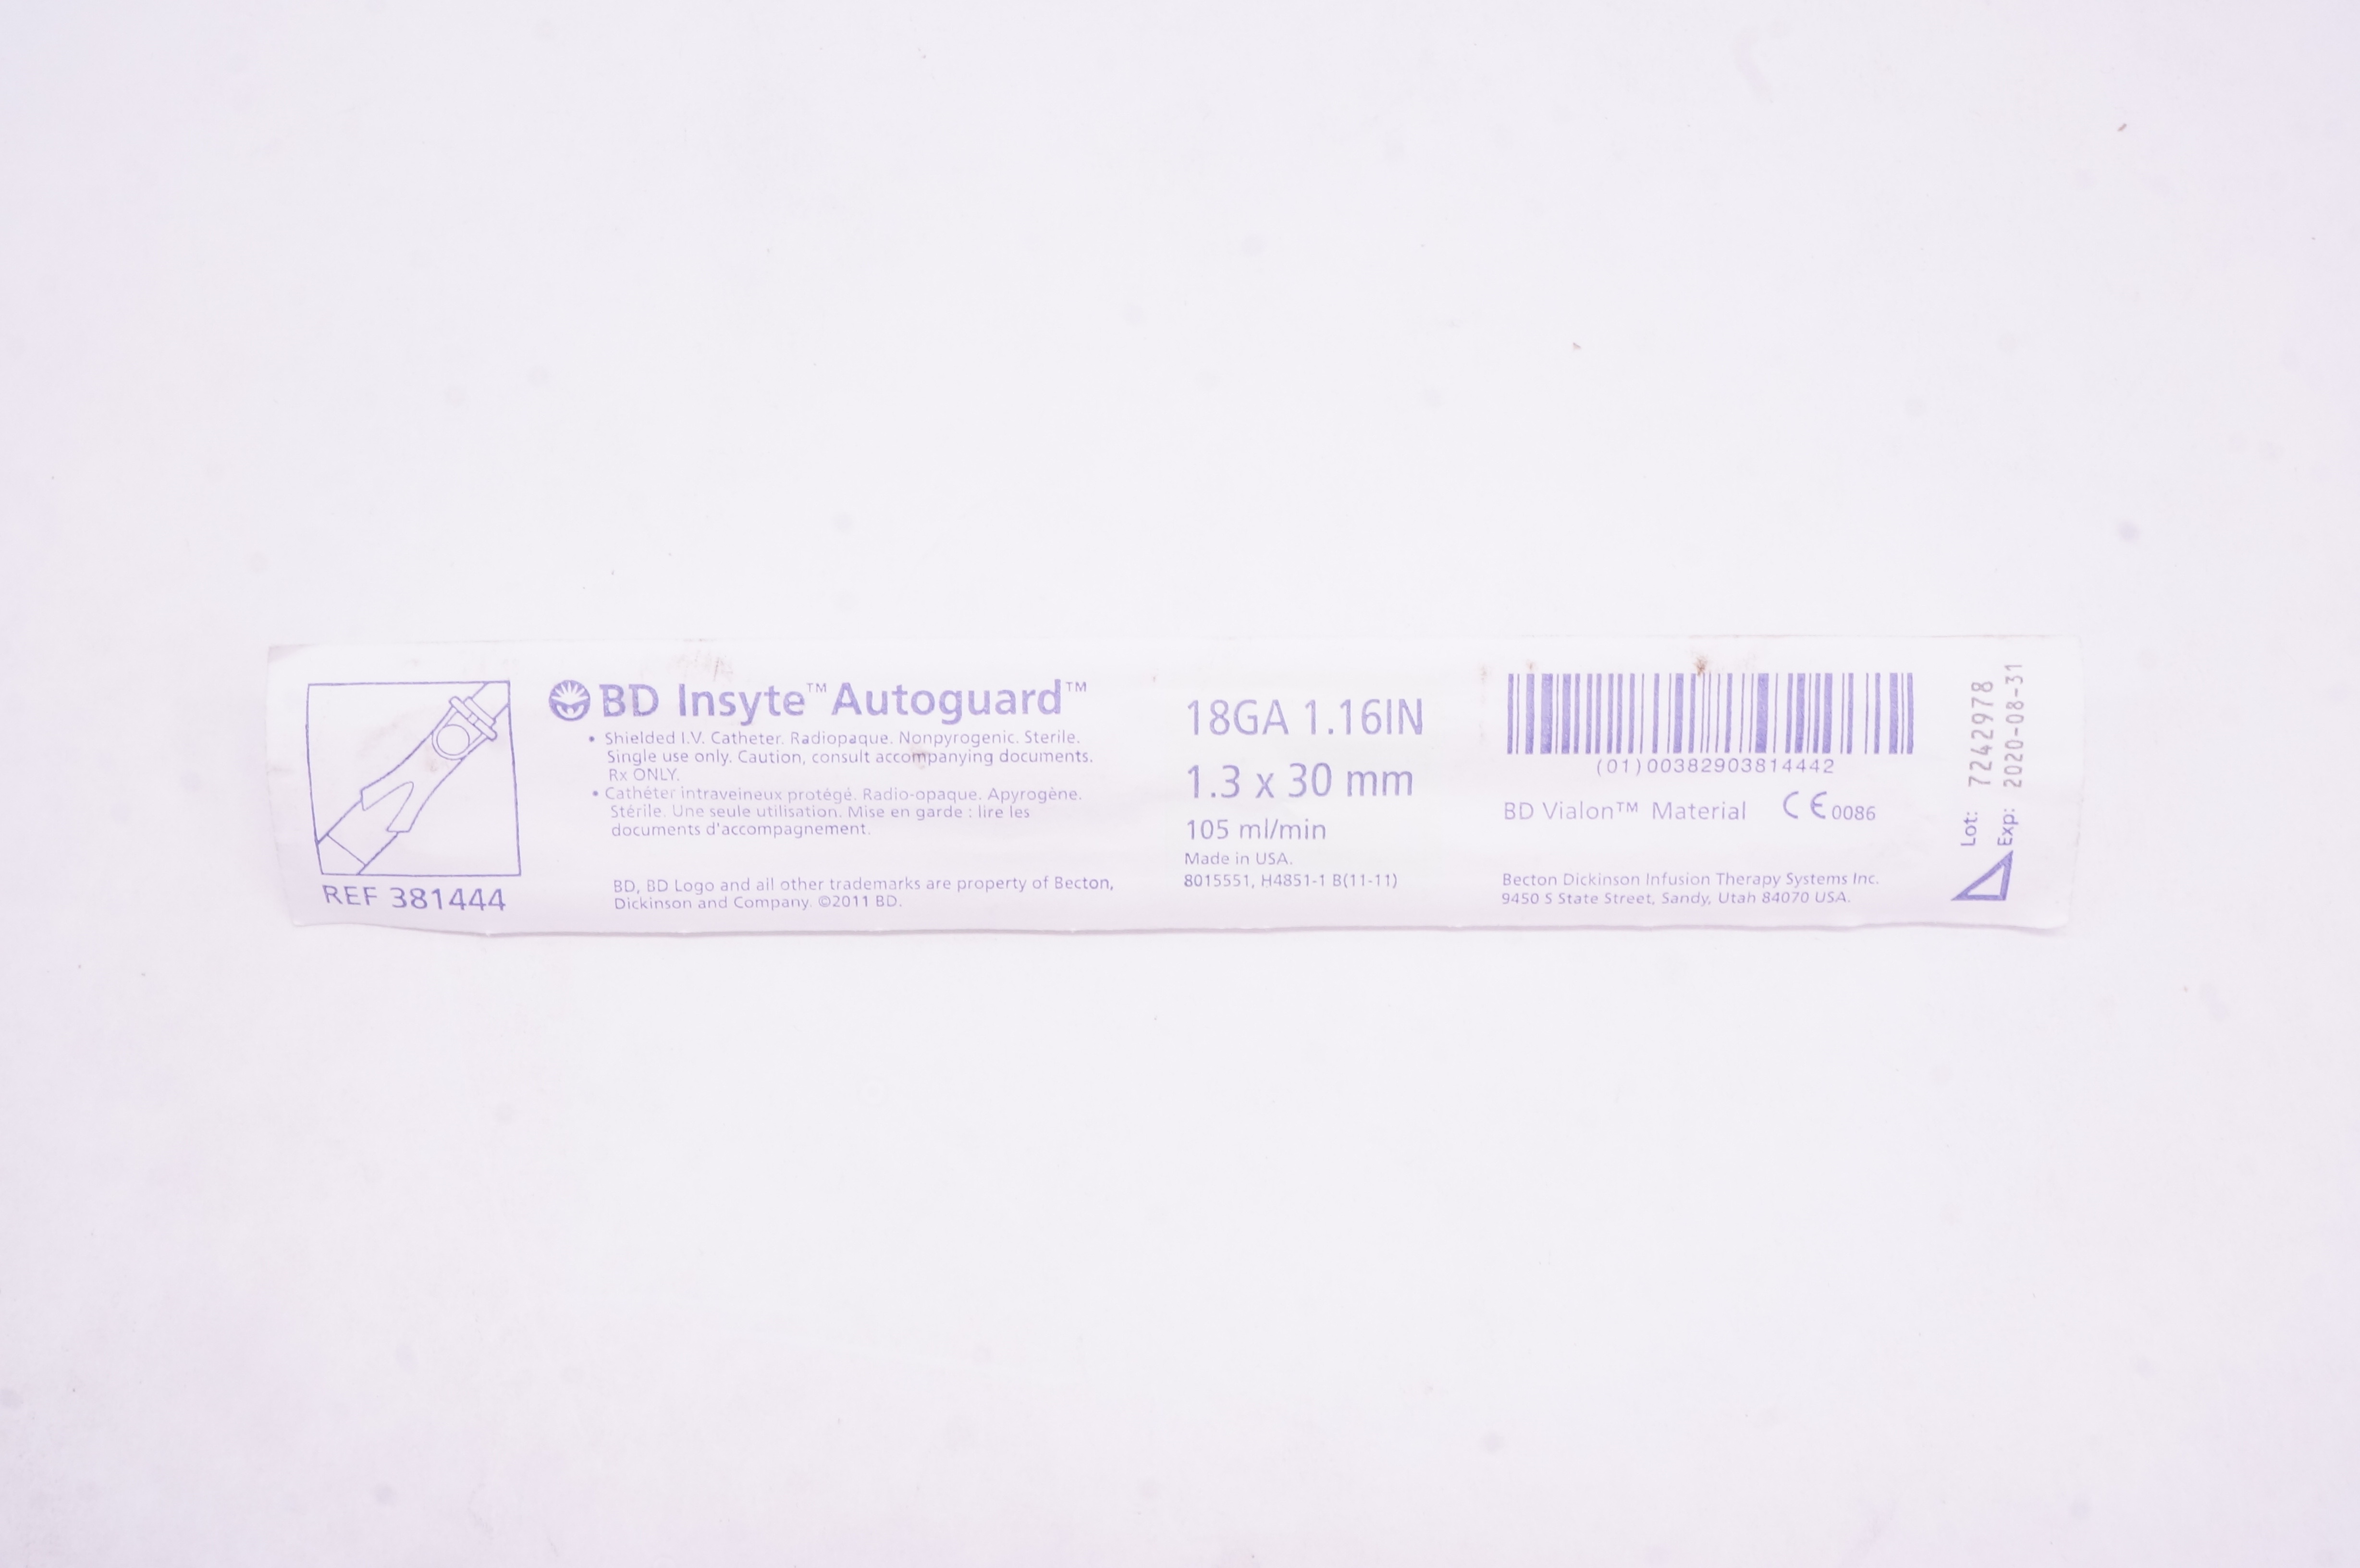 BD Insyte™ Autoguard™
• Shielded I.V. Catheter. Radiopaque. Nonpyrogenic. Sterile.
Single use only. Caution, consult accompanying documents.
Rx ONLY.
• Cathéter intraveineux protégé. Radio-opaque. Apyrogène.
Stérile. Une seule utilisation. Mise en garde : lire les
documents d'accompagnement.
BD, BD Logo and all other trademarks are property of Becton,
Dickinson and Company. ©2011 BD.
REF 381444
18GA 1.16IN
1.3 x 30 mm
105 ml/min
Made in USA.
8015551, H4851-1 B(11-11)
(01)00382903814442
BD Vialon™ Material CE0086
Becton Dickinson Infusion Therapy Systems Inc.
9450 S State Street, Sandy, Utah 84070 USA.
Lot: 7242978
Exp: 2020-08-31